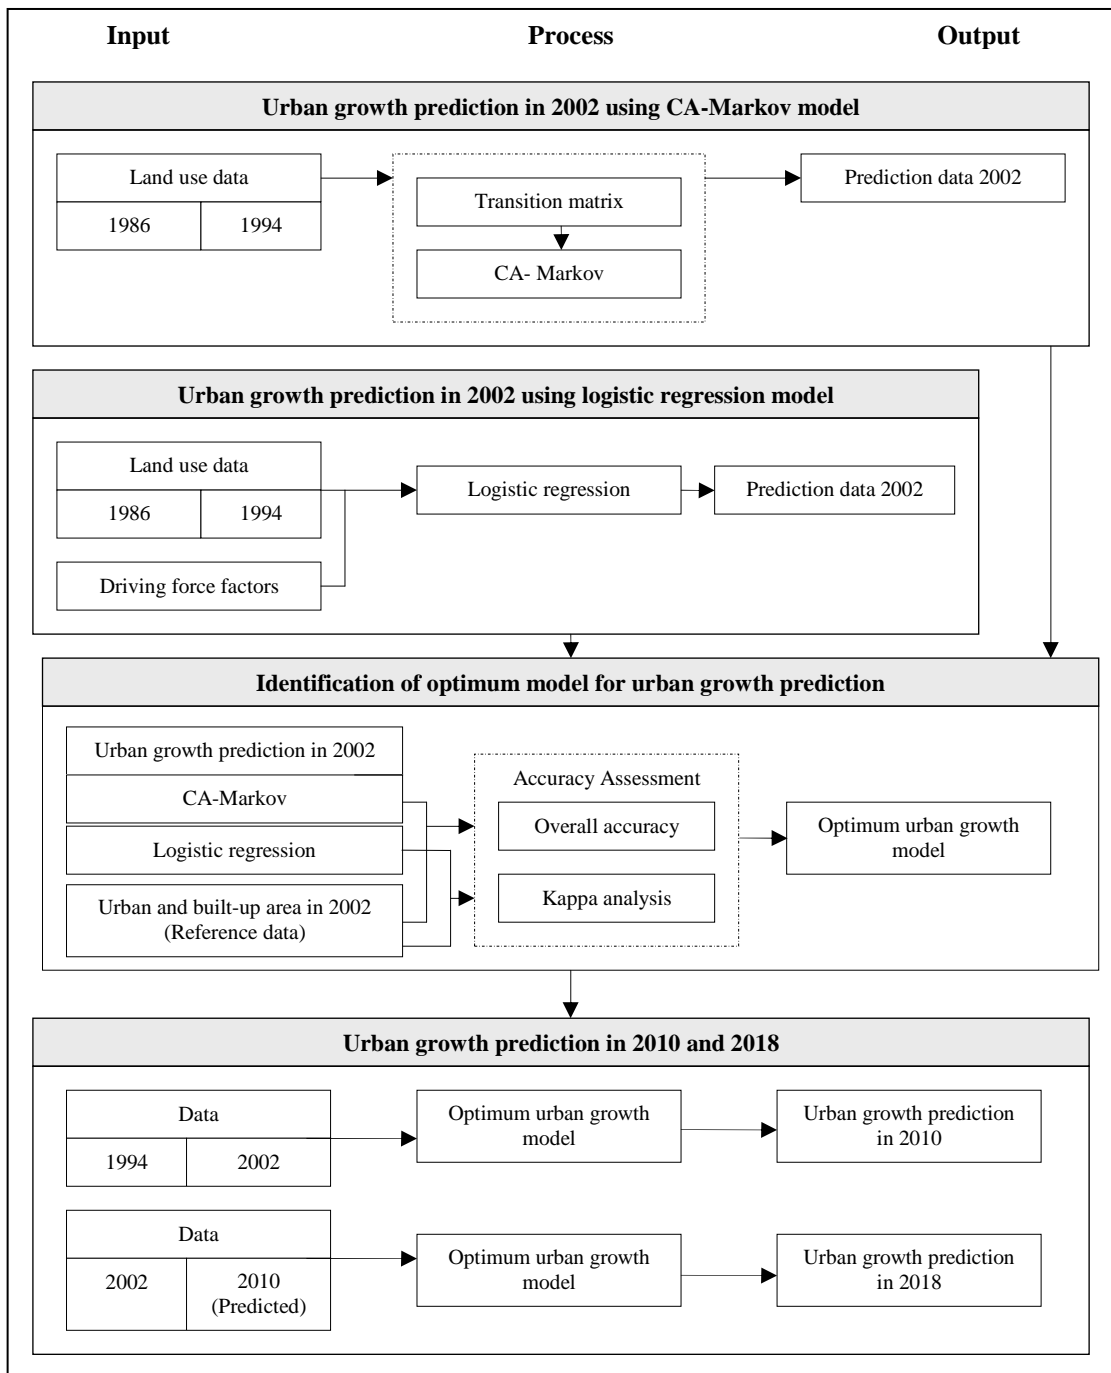 Input Process Output
Urban growth prediction in 2002 using CA-Markov model
Land use data
1986 1994
Transition matrix
CA- Markov
Prediction data 2002
Urban growth prediction in 2002 using logistic regression model
Land use data
1986 1994
Driving force factors
Logistic regression
Prediction data 2002
Identification of optimum model for urban growth prediction
Urban growth prediction in 2002
CA-Markov
Logistic regression
Urban and built-up area in 2002
(Reference data)
Accuracy Assessment
Overall accuracy
Kappa analysis
Optimum urban growth
model
Urban growth prediction in 2010 and 2018
Data
1994 2002
Optimum urban growth
model
Urban growth prediction
in 2010
Data
2002 2010
(Predicted)
Optimum urban growth
model
Urban growth prediction
in 2018